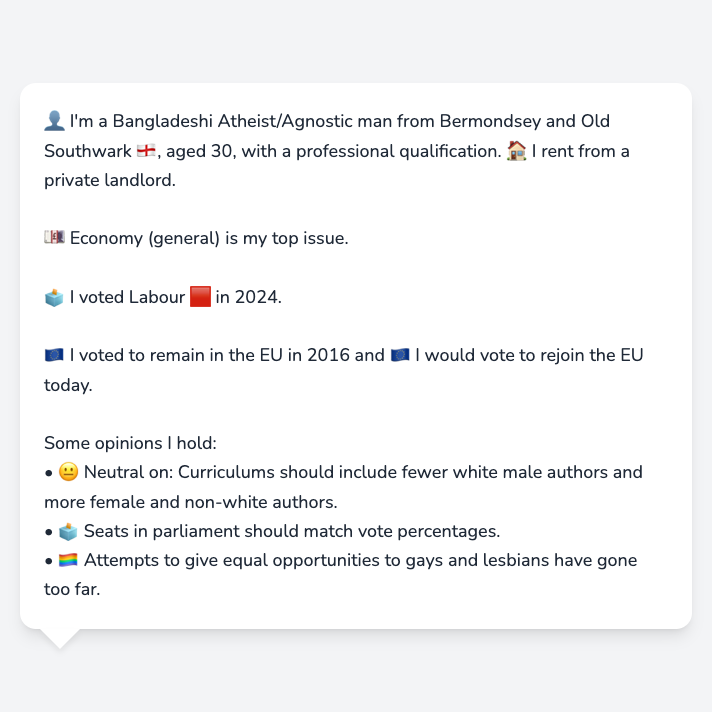 👤 I'm a Bangladeshi Atheist/Agnostic man from Bermondsey and Old
Southwark 🏴󠁧󠁢󠁥󠁮󠁧󠁿, aged 30, with a professional qualification. 🏠 I rent from a
private landlord.
💷 Economy (general) is my top issue.
🗳️ I voted Labour 🟥 in 2024.
🇪🇺 I voted to remain in the EU in 2016 and 🇪🇺 I would vote to rejoin the EU
today.
Some opinions I hold:
• 😐 Neutral on: Curriculums should include fewer white male authors and
more female and non-white authors.
• 🗳️ Seats in parliament should match vote percentages.
• 🏳️‍🌈 Attempts to give equal opportunities to gays and lesbians have gone
too far.